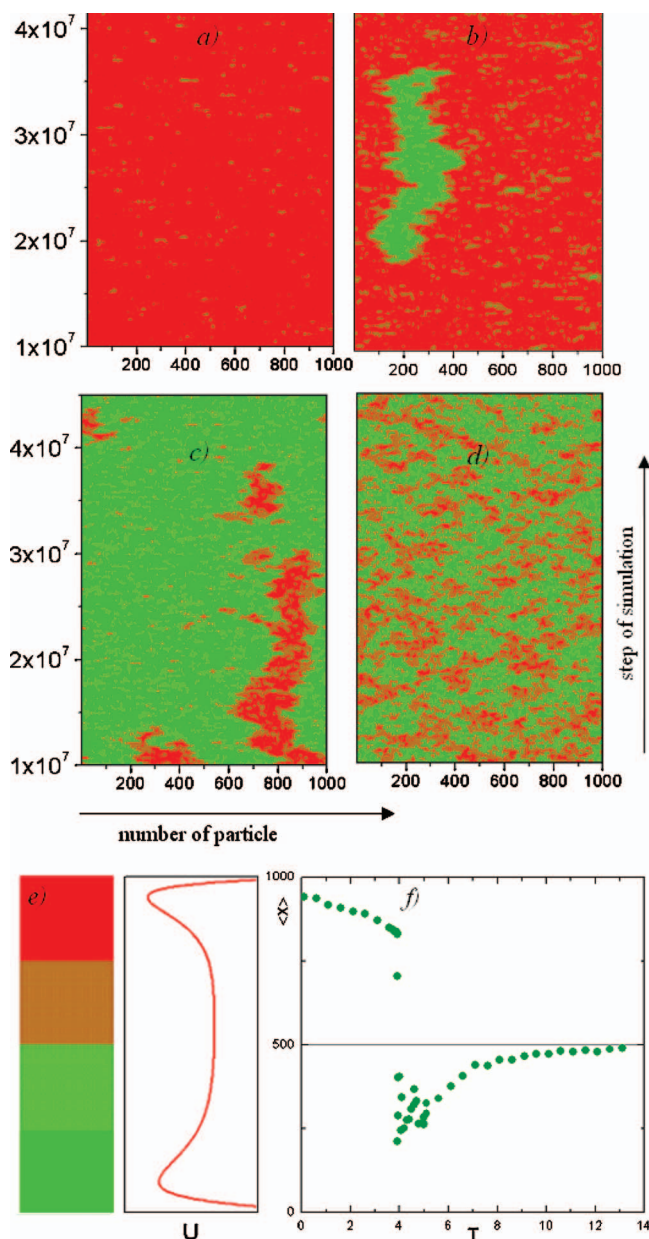 a)
b)
4x10⁷
3x10⁷
2x10⁷
1x10⁷
200 400 600 800 1000
200 400 600 800 1000
c)
d)
4x10⁷
3x10⁷
2x10⁷
1x10⁷
200 400 600 800 1000
200 400 600 800 1000
step of simulation
number of particle
e)
U
f)
<x>
1000
500
0
0 2 4 6 8 10 12 14
T